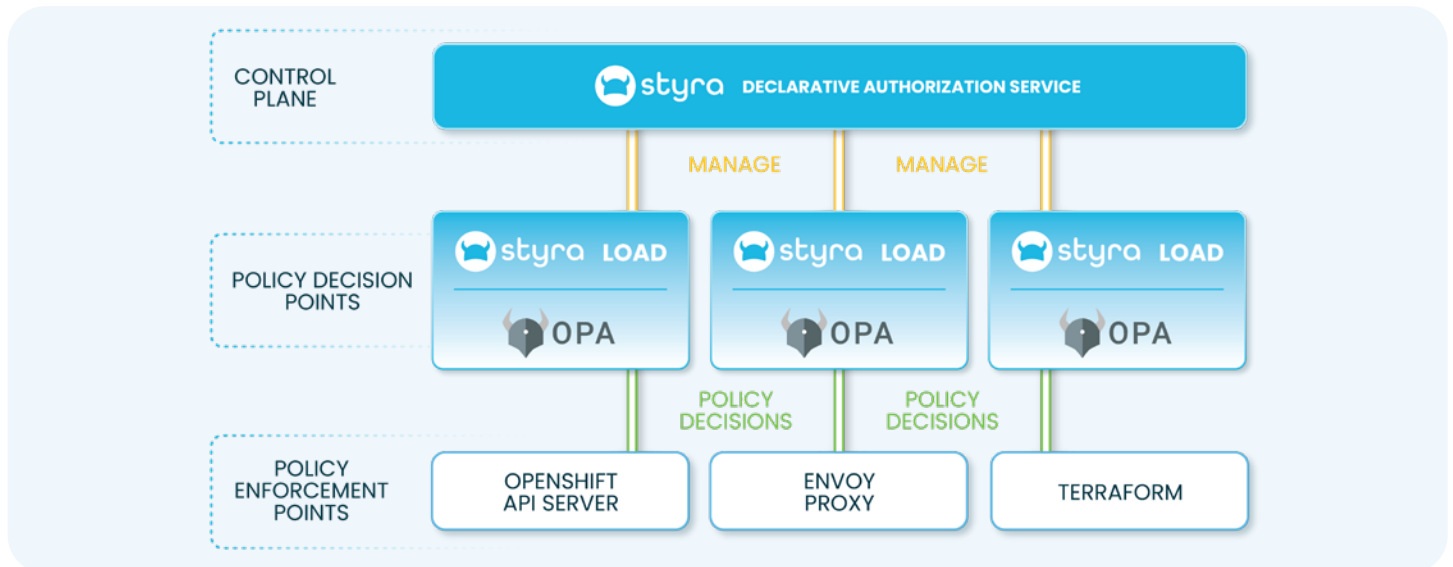 CONTROL
PLANE
styra DECLARATIVE AUTHORIZATION SERVICE
MANAGE
MANAGE
POLICY DECISION
POINTS
styra LOAD
OPA
styra LOAD
OPA
styra LOAD
OPA
POLICY
DECISIONS
POLICY
DECISIONS
POLICY
ENFORCEMENT
POINTS
OPENSHIFT
API SERVER
ENVOY
PROXY
TERRAFORM